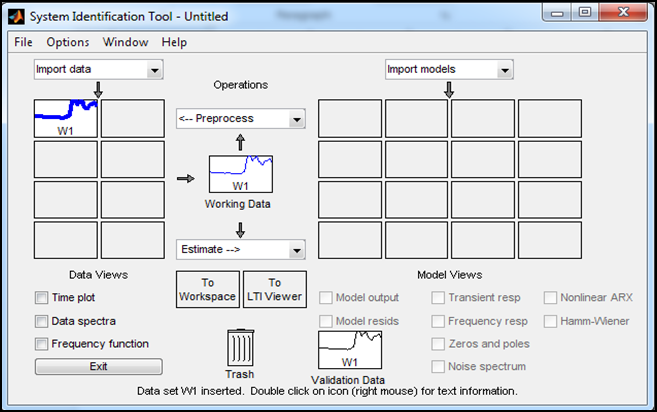 System Identification Tool - Untitled
File Options Window Help
Import data
Import models
Operations
W1
<-- Preprocess
W1
Working Data
Estimate -->
Data Views
Time plot
Data spectra
Frequency function
Exit
To Workspace
To LTI Viewer
Trash
Model Views
Model output
Transient resp
Nonlinear ARX
Model resids
Frequency resp
Hamm-Wiener
Zeros and poles
Noise spectrum
W1
Validation Data
Data set W1 inserted. Double click on icon (right mouse) for text information.